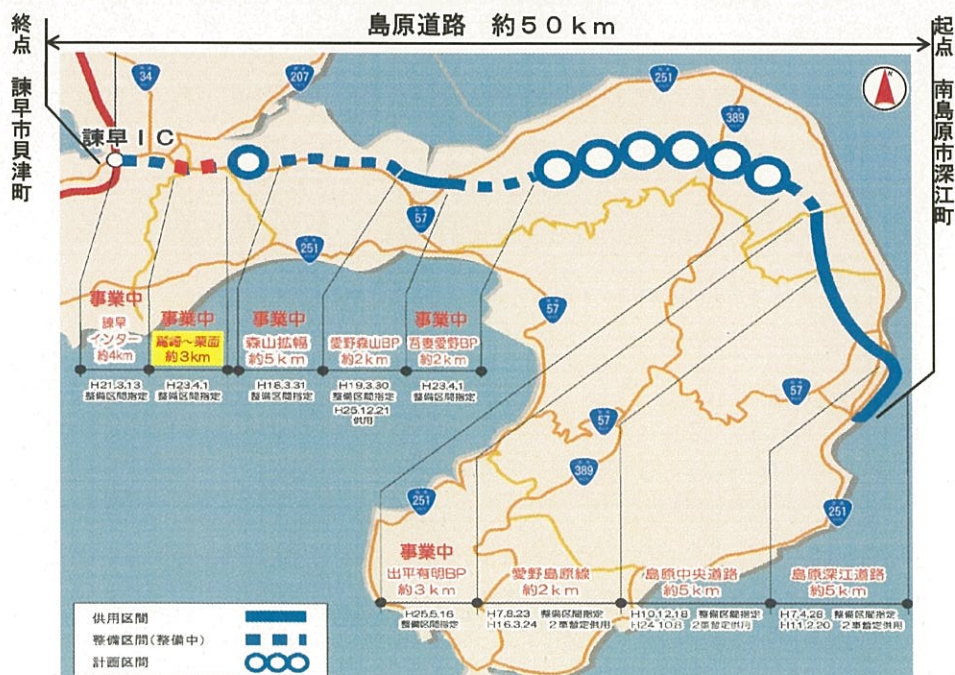 島原道路 約50km
終点 諫早市貝津町
起点 南島原市深江町
34
207
251
389
諫早IC
57
251
57
57
57
389
251
251
事業中
諫早
インター
約4km
H21.3.13
整備区間指定
事業中
鷲崎～栗面
約3km
H23.4.1
整備区間指定
事業中
森山拡幅
約5km
H18.3.31
整備区間指定
愛野森山BP
約2km
H19.3.30
整備区間指定
H25.12.21
供用
事業中
吾妻愛野BP
約2km
H23.4.1
整備区間指定
事業中
出平有明BP
約3km
H25.5.16
整備区間指定
愛野島原線
約2km
H7.8.23 整備区間指定
H16.3.24 2車暫定供用
島原中央道路
約5km
H10.12.18 整備区間指定
H24.10.8 2車暫定供用
島原深江道路
約5km
H7.4.28 整備区間指定
H11.2.20 2車暫定供用
供用区間
整備区間(整備中)
計画区間